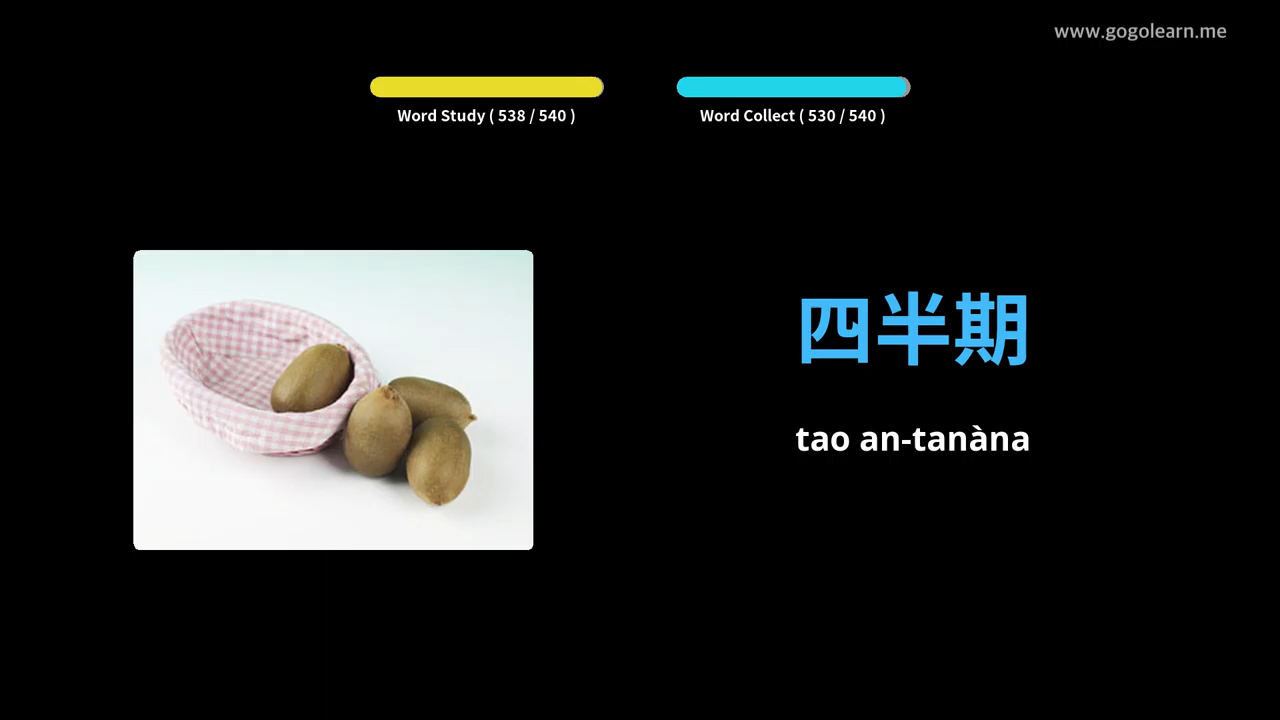 www.gogolearn.me
Word Study ( 538 / 540 )
Word Collect ( 530 / 540 )
四半期
tao an-tanàna